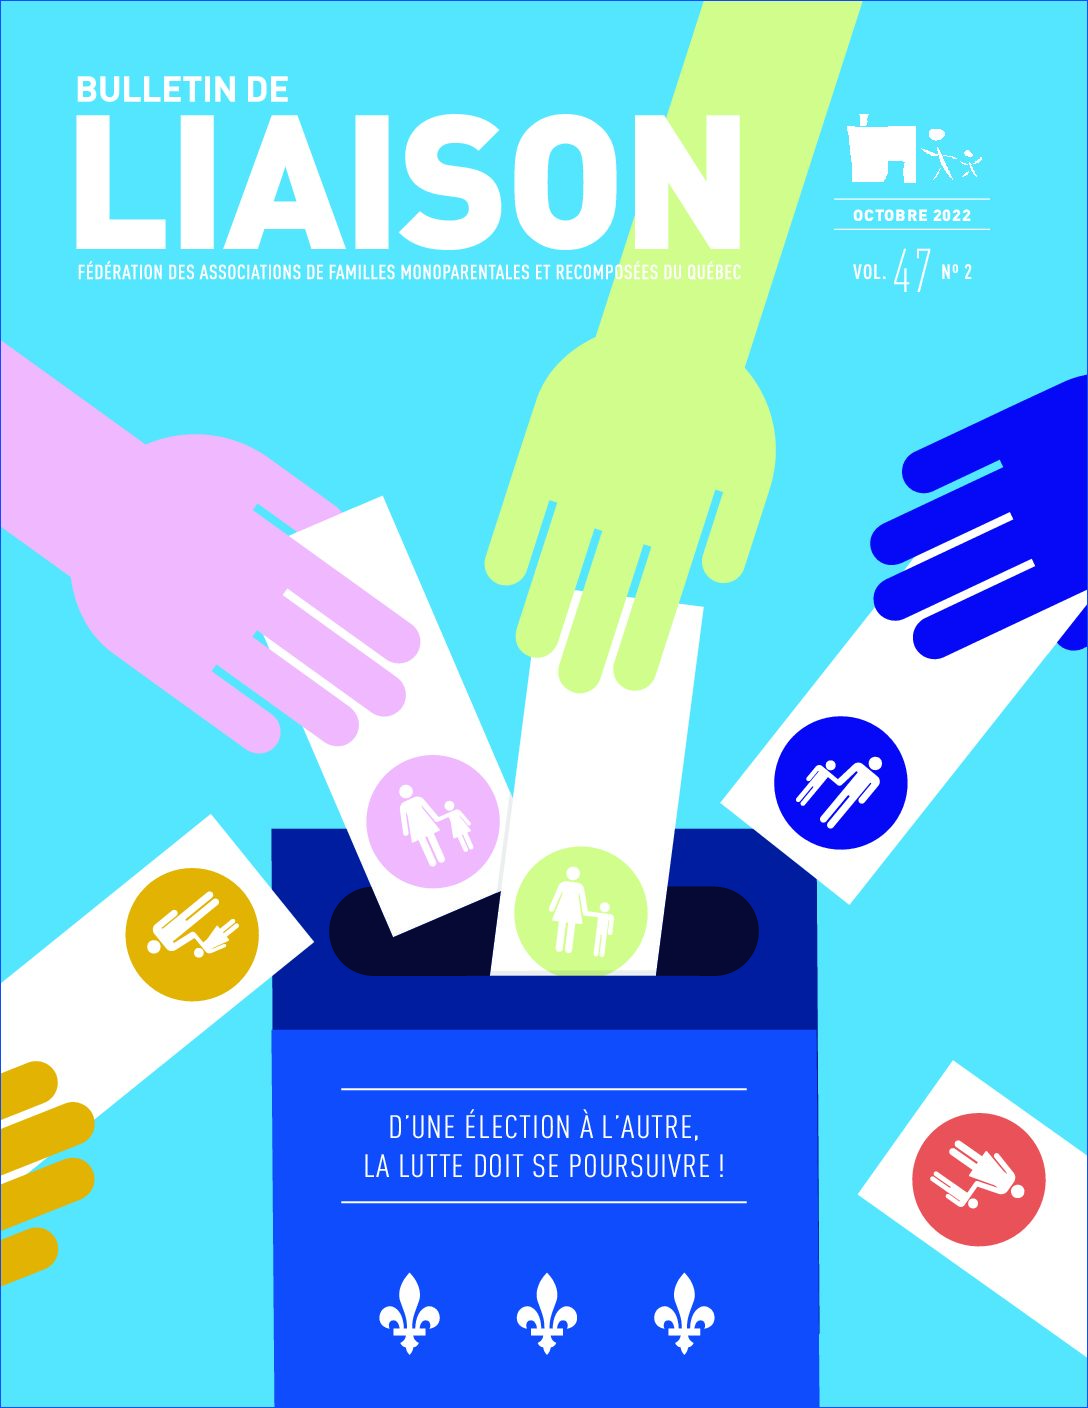 BULLETIN DE
LIAISON
FÉDÉRATION DES ASSOCIATIONS DE FAMILLES MONOPARENTALES ET RECOMPOSÉES DU QUÉBEC
OCTOBRE 2022
VOL. 47 Nº 2
D'UNE ÉLECTION À L'AUTRE,
LA LUTTE DOIT SE POURSUIVRE !